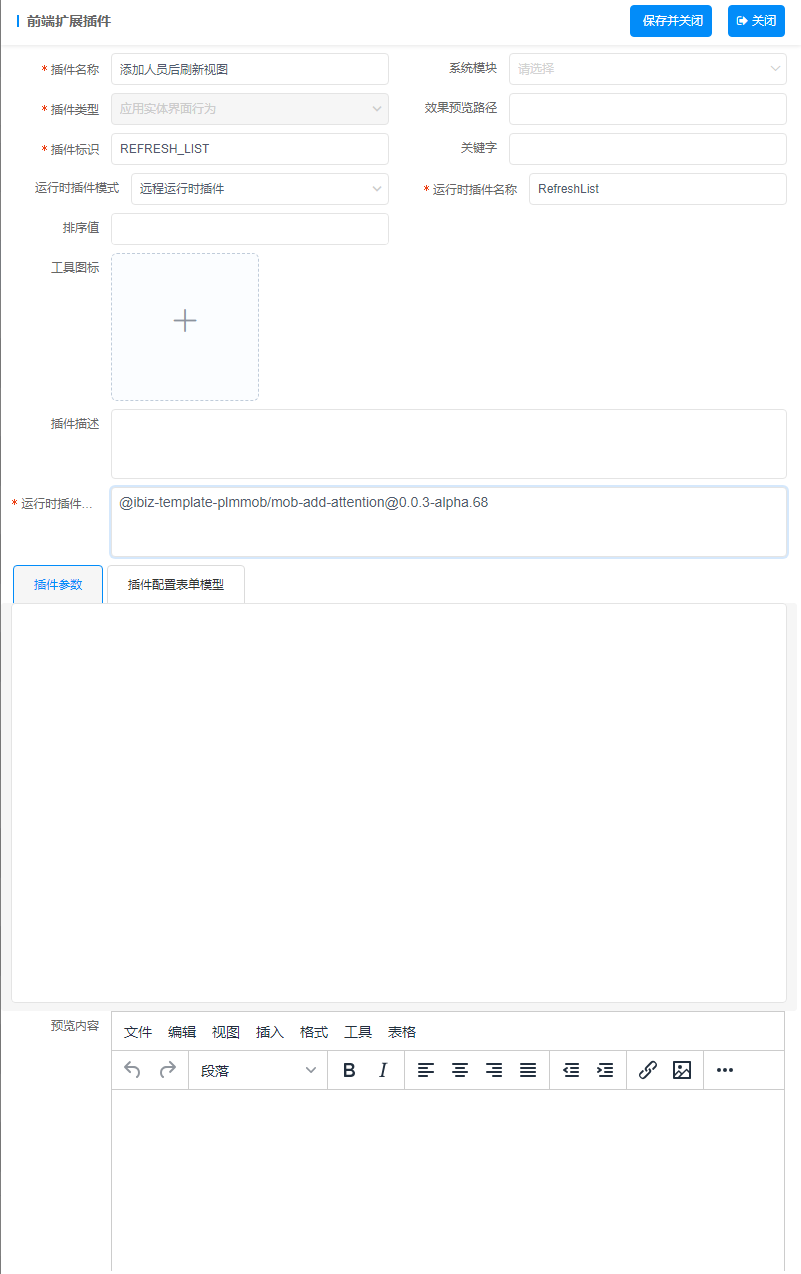 前端扩展插件
保存并关闭
关闭
* 插件名称
添加人员后刷新视图
系统模块
请选择
* 插件类型
应用实体界面行为
效果预览路径
* 插件标识
REFRESH_LIST
关键字
运行时插件模式
远程运行时插件
* 运行时插件名称
RefreshList
排序值
工具图标
插件描述
* 运行时插件...
@ibiz-template-plmmob/mob-add-attention@0.0.3-alpha.68
插件参数
插件配置表单模型
预览内容
文件 编辑 视图 插入 格式 工具 表格
段落
B I